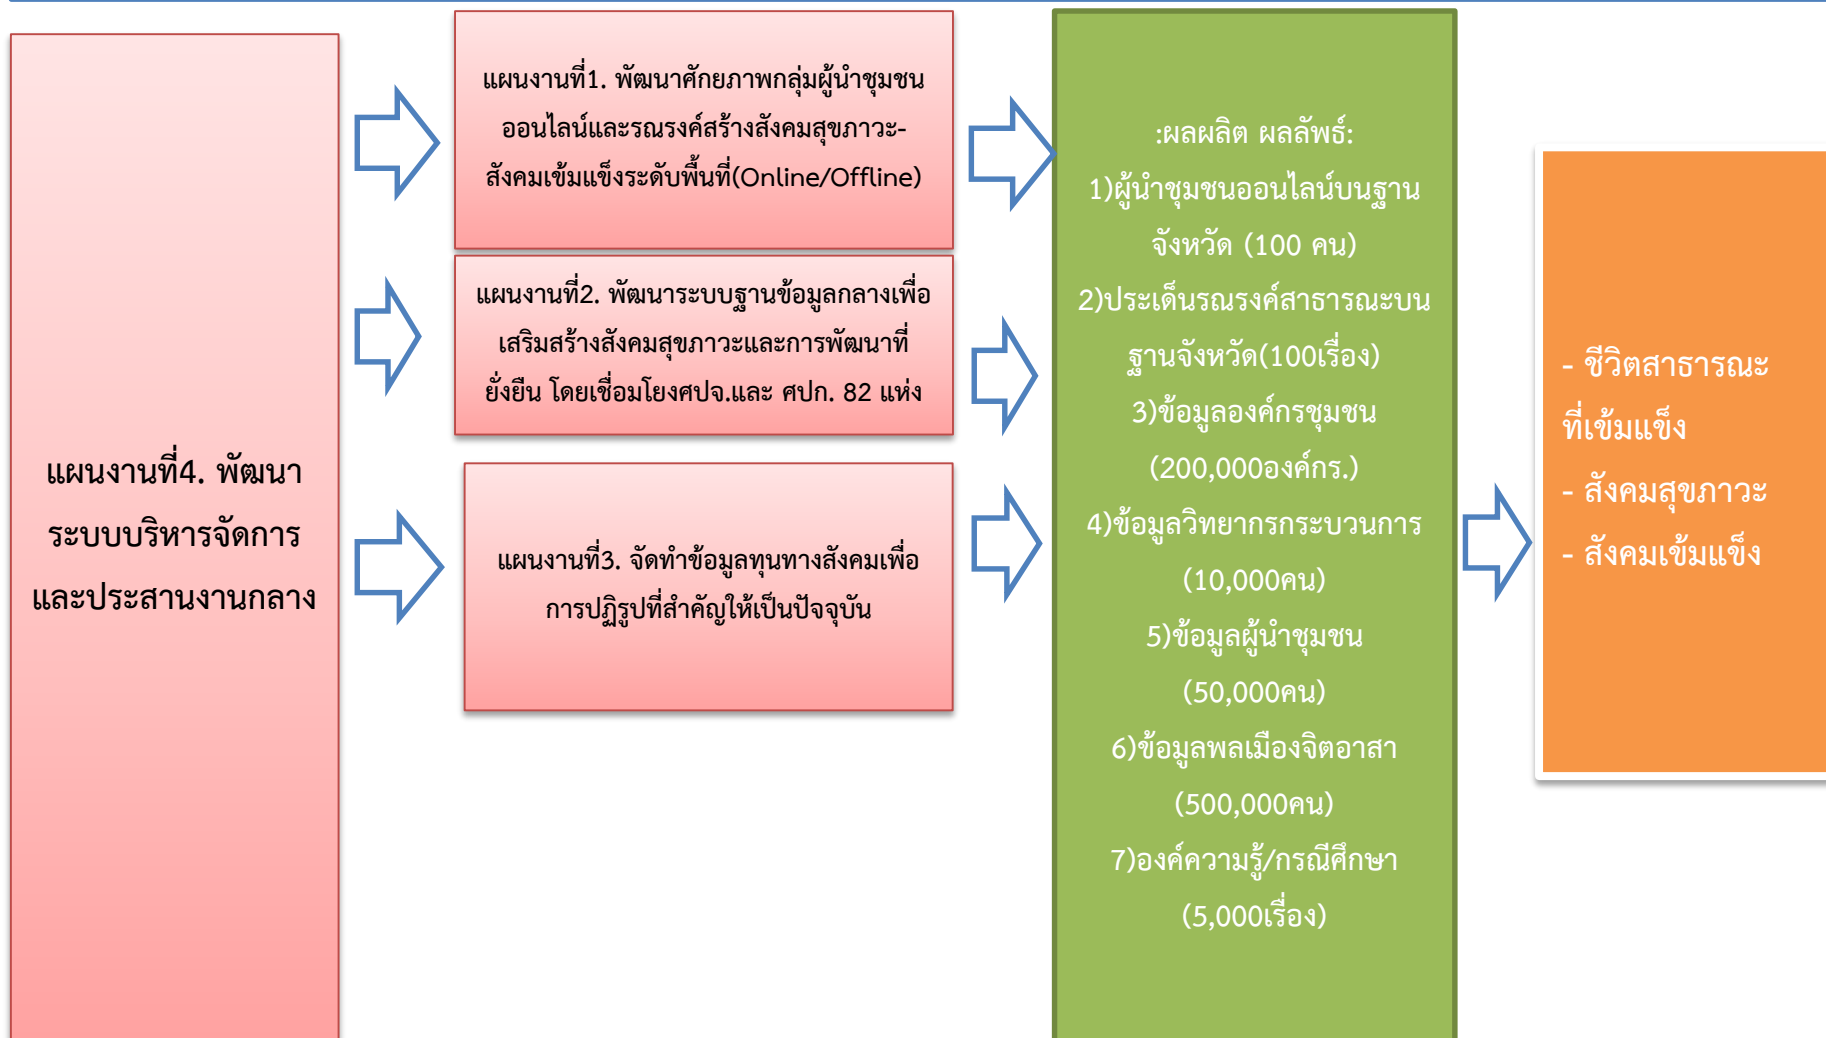 แผนงานที่4. พัฒนา
ระบบบริหารจัดการ
และประสานงานกลาง
แผนงานที่1. พัฒนาศักยภาพกลุ่มผู้นำชุมชน
ออนไลน์และรณรงค์สร้างสังคมสุขภาวะ-
สังคมเข้มแข็งระดับพื้นที่(Online/Offline)
แผนงานที่2. พัฒนาระบบฐานข้อมูลกลางเพื่อ
เสริมสร้างสังคมสุขภาวะและการพัฒนาที่
ยั่งยืน โดยเชื่อมโยงศปจ.และ ศปก. 82 แห่ง
แผนงานที่3. จัดทำข้อมูลทุนทางสังคมเพื่อ
การปฏิรูปที่สำคัญให้เป็นปัจจุบัน
:ผลผลิต ผลลัพธ์:
1)ผู้นำชุมชนออนไลน์บนฐาน
จังหวัด (100 คน)
2)ประเด็นรณรงค์สาธารณะบน
ฐานจังหวัด(100เรื่อง)
3)ข้อมูลองค์กรชุมชน
(200,000องค์กร.)
4)ข้อมูลวิทยากรกระบวนการ
(10,000คน)
5)ข้อมูลผู้นำชุมชน
(50,000คน)
6)ข้อมูลพลเมืองจิตอาสา
(500,000คน)
7)องค์ความรู้/กรณีศึกษา
(5,000เรื่อง)
- ชีวิตสาธารณะ
ที่เข้มแข็ง
- สังคมสุขภาวะ
- สังคมเข้มแข็ง